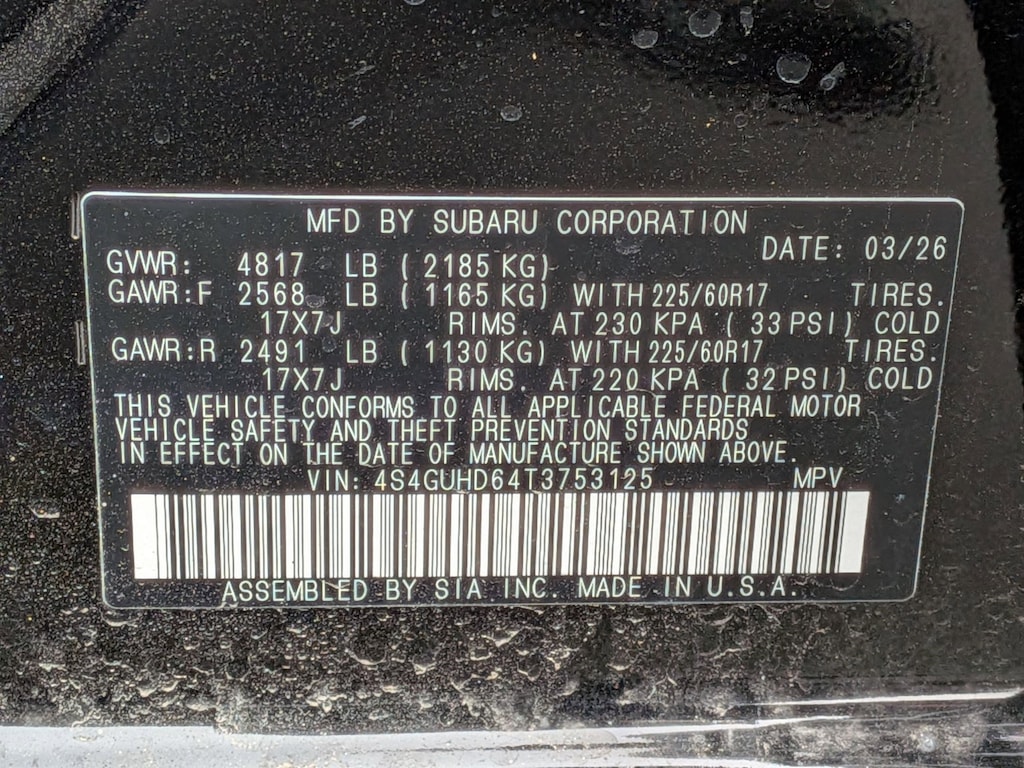 MFD BY SUBARU CORPORATION
DATE: 03/26
GVWR: 4817 LB (2185 KG)
GAWR:F 2568 LB (1165 KG) WITH 225/60R17 TIRES.
17X7J RIMS. AT 230 KPA (33 PSI) COLD
GAWR:R 2491 LB (1130 KG) WITH 225/60R17 TIRES.
17X7J RIMS. AT 220 KPA (32 PSI) COLD
THIS VEHICLE CONFORMS TO ALL APPLICABLE FEDERAL MOTOR
VEHICLE SAFETY AND THEFT PREVENTION STANDARDS
IN EFFECT ON THE DATE OF MANUFACTURE SHOWN ABOVE.
VIN: 4S4GUHD64T3753125 MPV
ASSEMBLED BY SIA INC. MADE IN U.S.A.